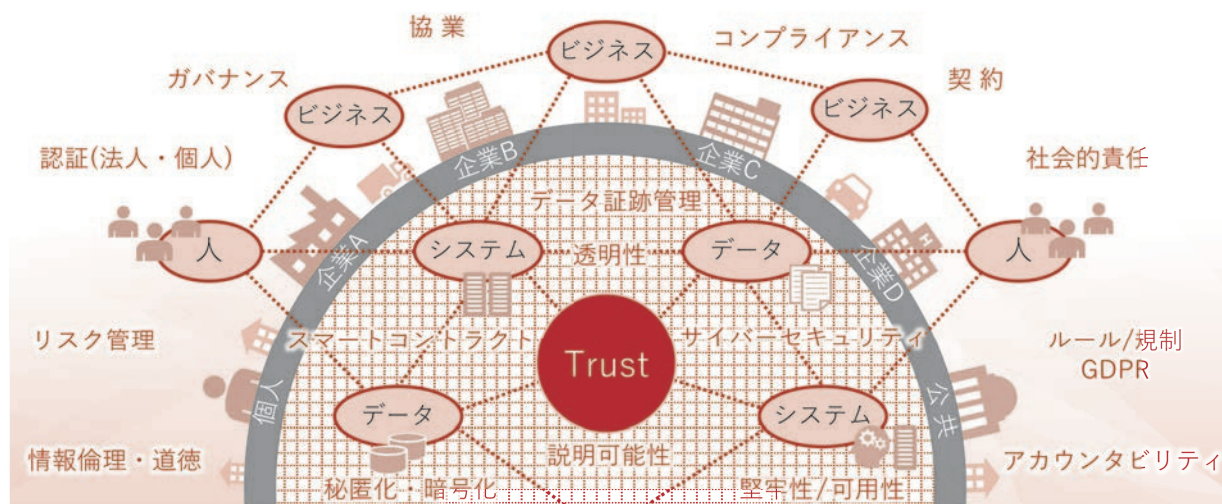 協業
ビジネス
コンプライアンス
ガバナンス
ビジネス
ビジネス
契約
認証(法人・個人)
企業B
企業C
社会的責任
データ証跡管理
人
企業A
システム
透明性
データ
企業D
H
人
リスク管理
スマートコントラクト
Trust
サイバーセキュリティ
ルール/規制
GDPR
個人
データ
システム
公共
情報倫理・道徳
説明可能性
アカウンタビリティ
秘匿化・暗号化
堅牢性/可用性